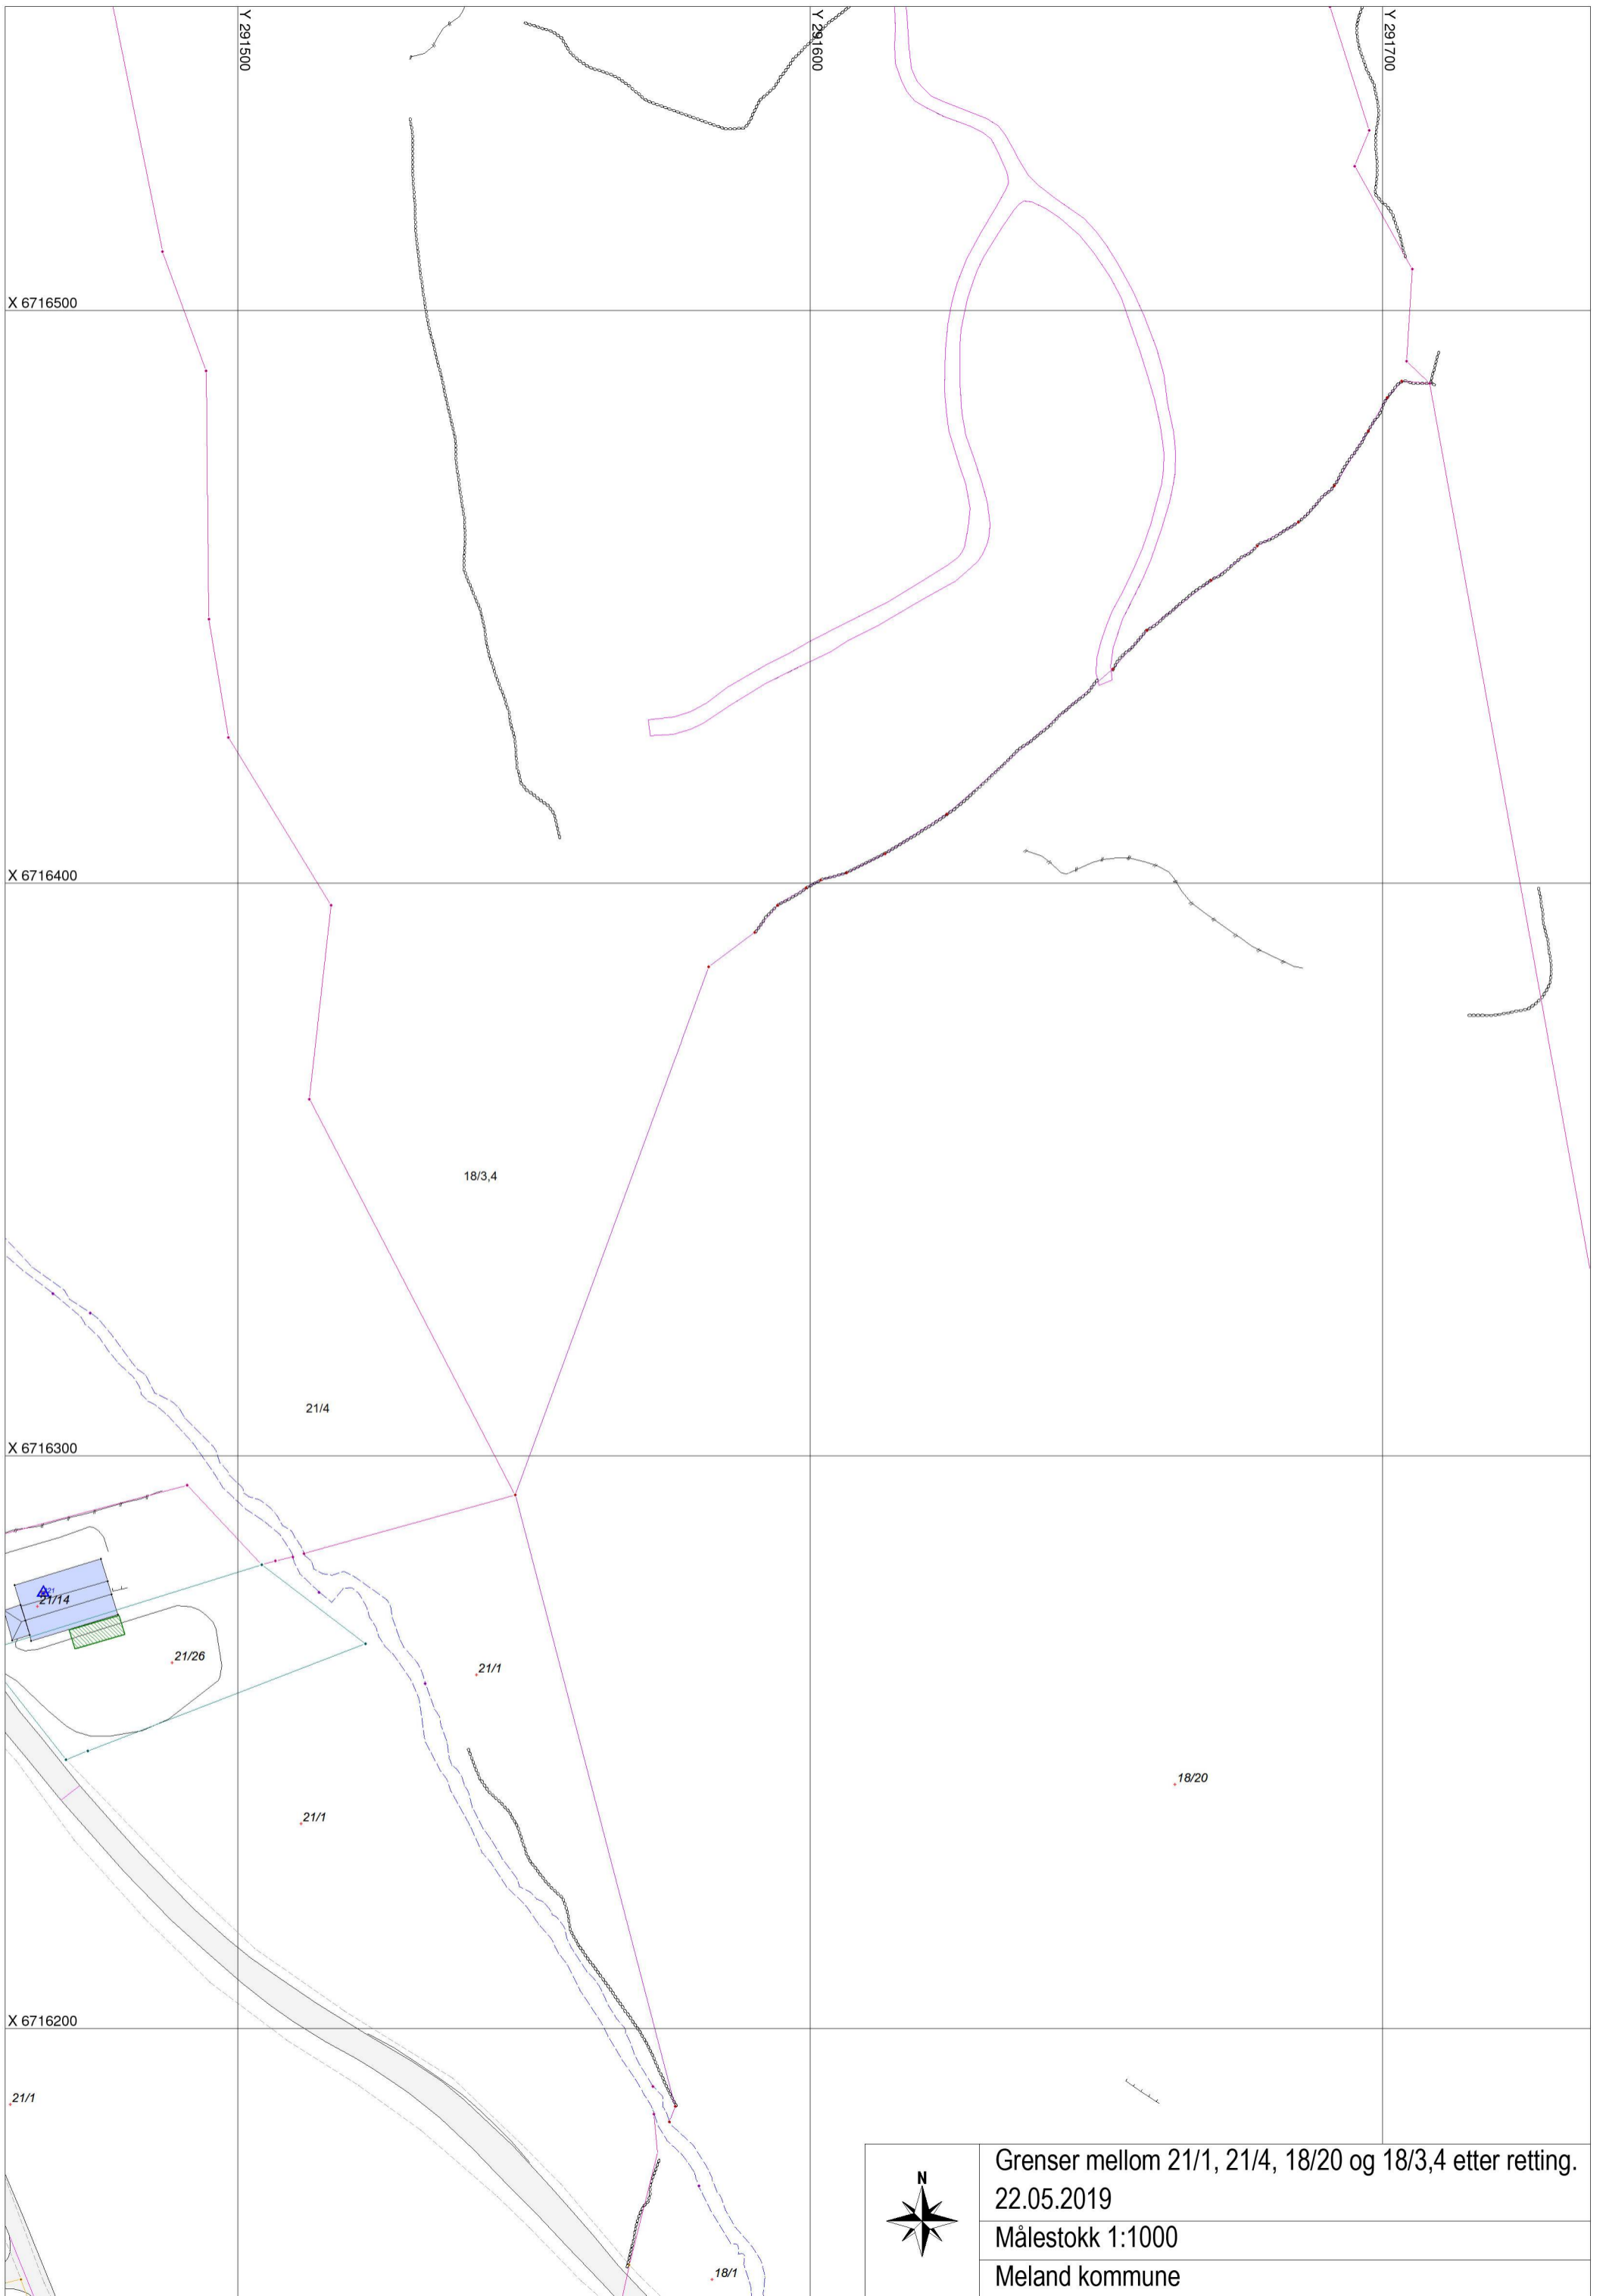 Y 291500
Y 291600
Y 291700
X 6716500
X 6716400
18/3,4
21/4
X 6716300
21/14
21/26
21/1
18/20
21/1
X 6716200
21/1
N
Grenser mellom 21/1, 21/4, 18/20 og 18/3,4 etter retting.
22.05.2019
Målestokk 1:1000
Meland kommune
18/1